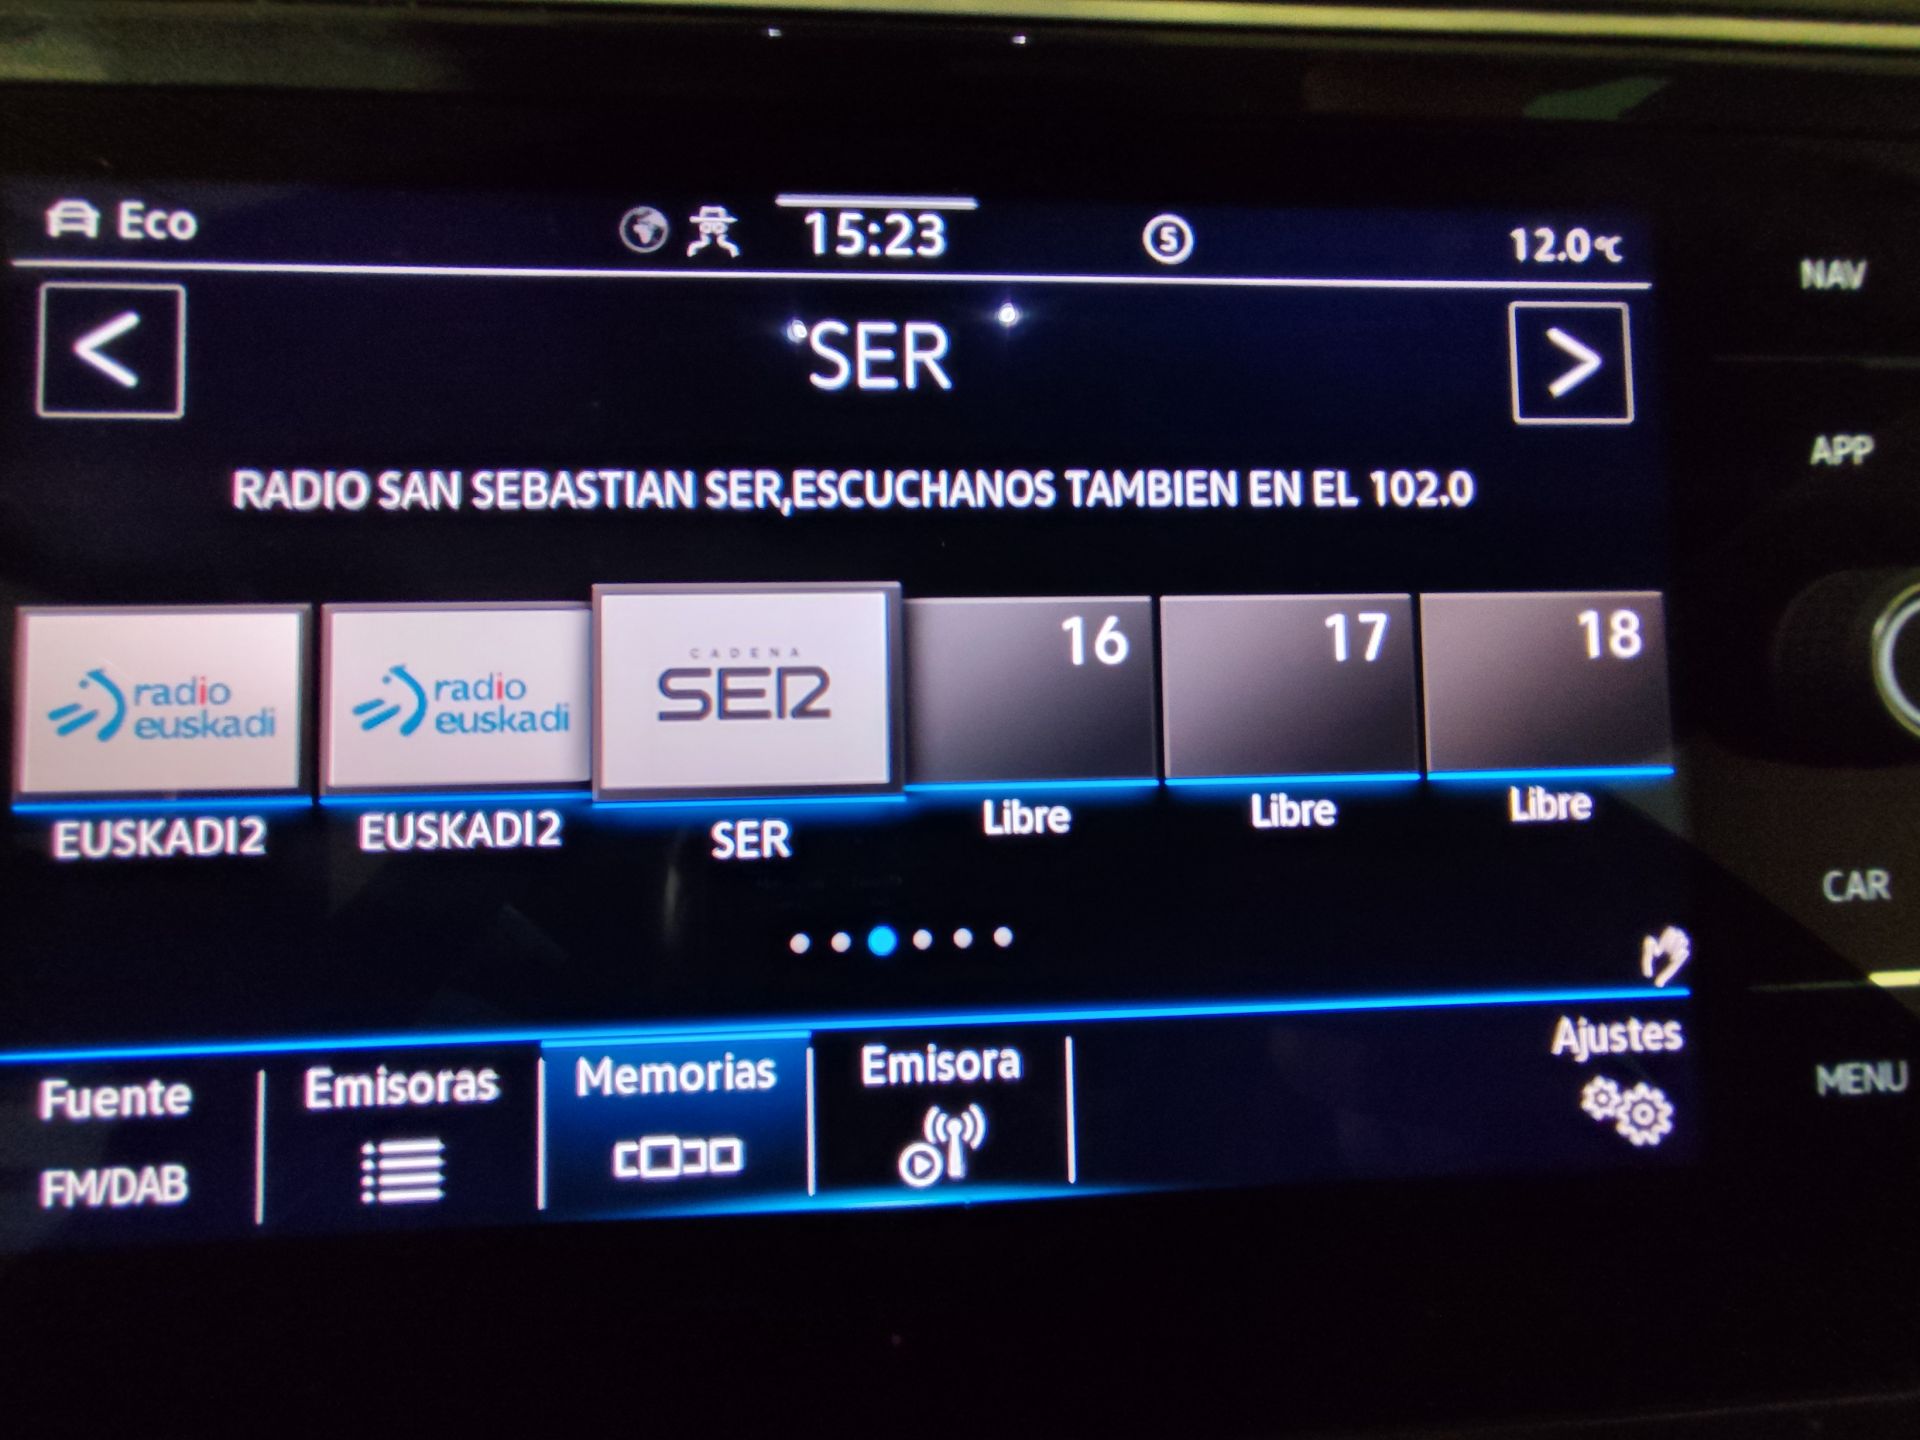 Eco
15:23
S
12.0°C
NAV
SER
APP
RADIO SAN SEBASTIAN SER,ESCUCHANOS TAMBIEN EN EL 102.0
radio
euskadi
radio
euskadi
CADENA
SER
16
17
18
EUSKADI2
EUSKADI2
SER
Libre
Libre
Libre
CAR
Fuente
FM/DAB
Emisoras
Memorias
Emisora
Ajustes
MENU